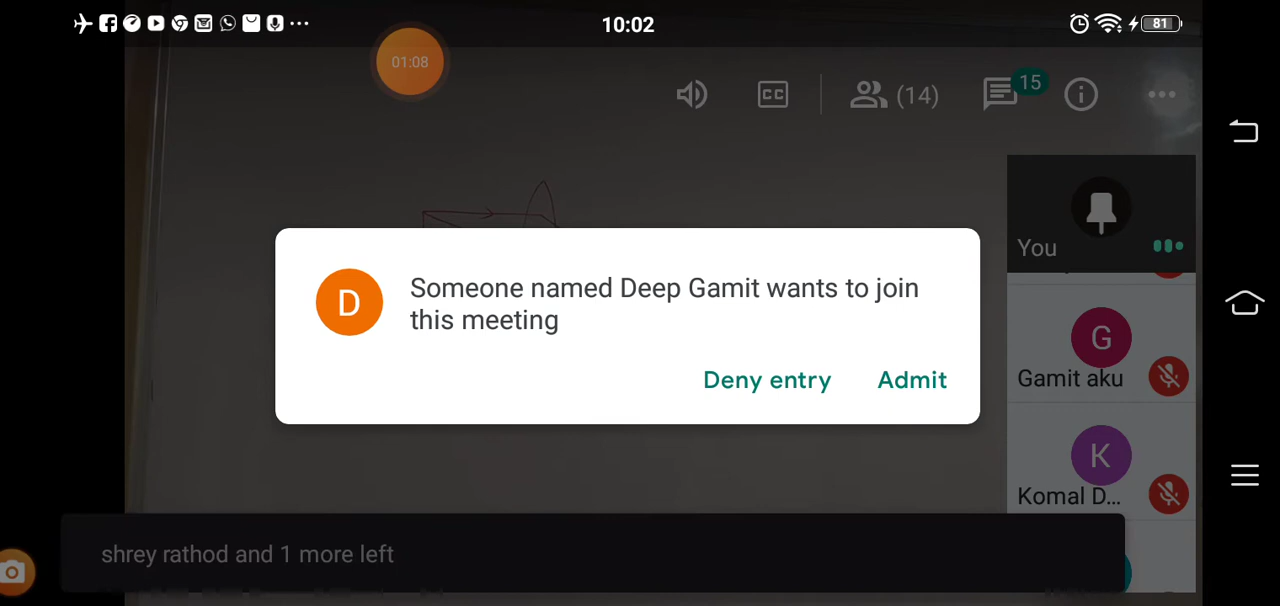 10:02
81
01:08
CC
(14)
15
You
D
Someone named Deep Gamit wants to join
this meeting
Deny entry
Admit
G
Gamit aku
K
Komal D...
shrey rathod and 1 more left